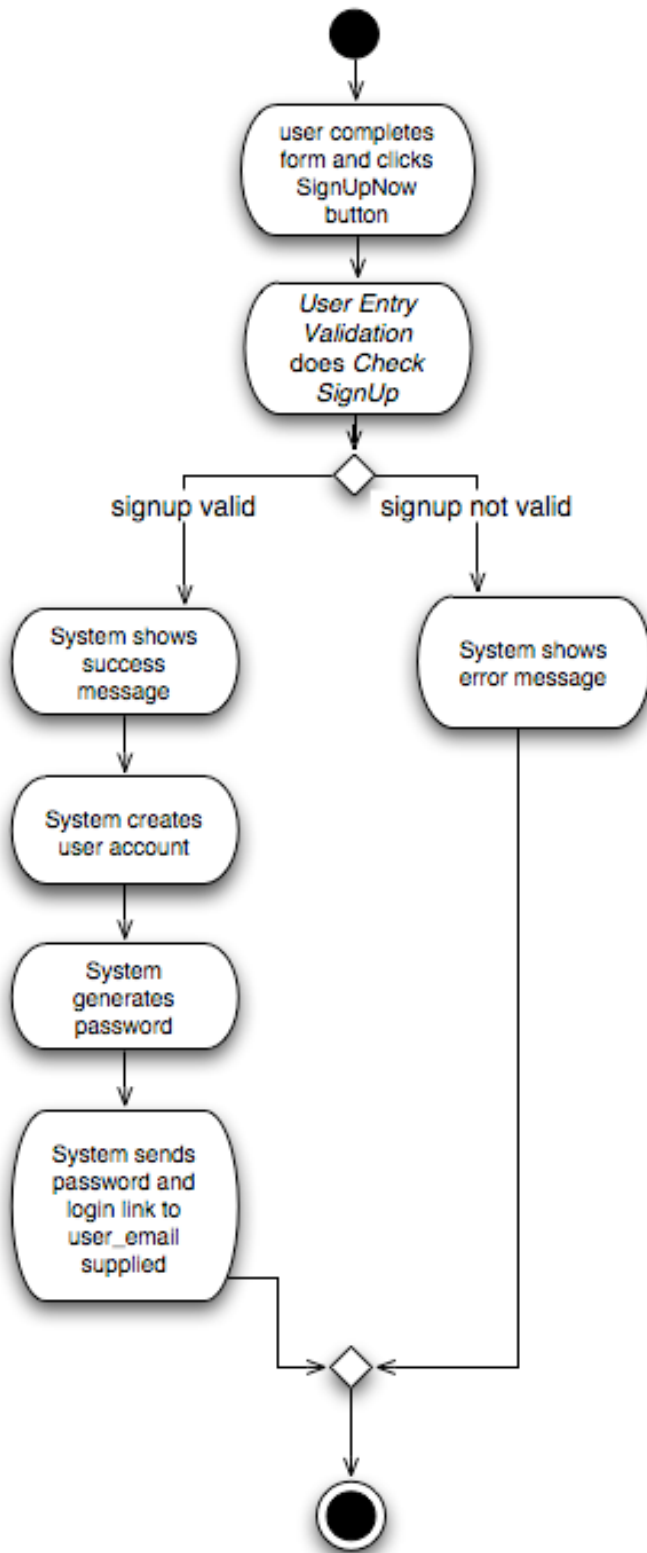 user completes
form and clicks
SignUpNow
button
User Entry
Validation
does Check
SignUp
signup valid
signup not valid
System shows
success
message
System shows
error message
System creates
user account
System
generates
password
System sends
password and
login link to
user_email
supplied